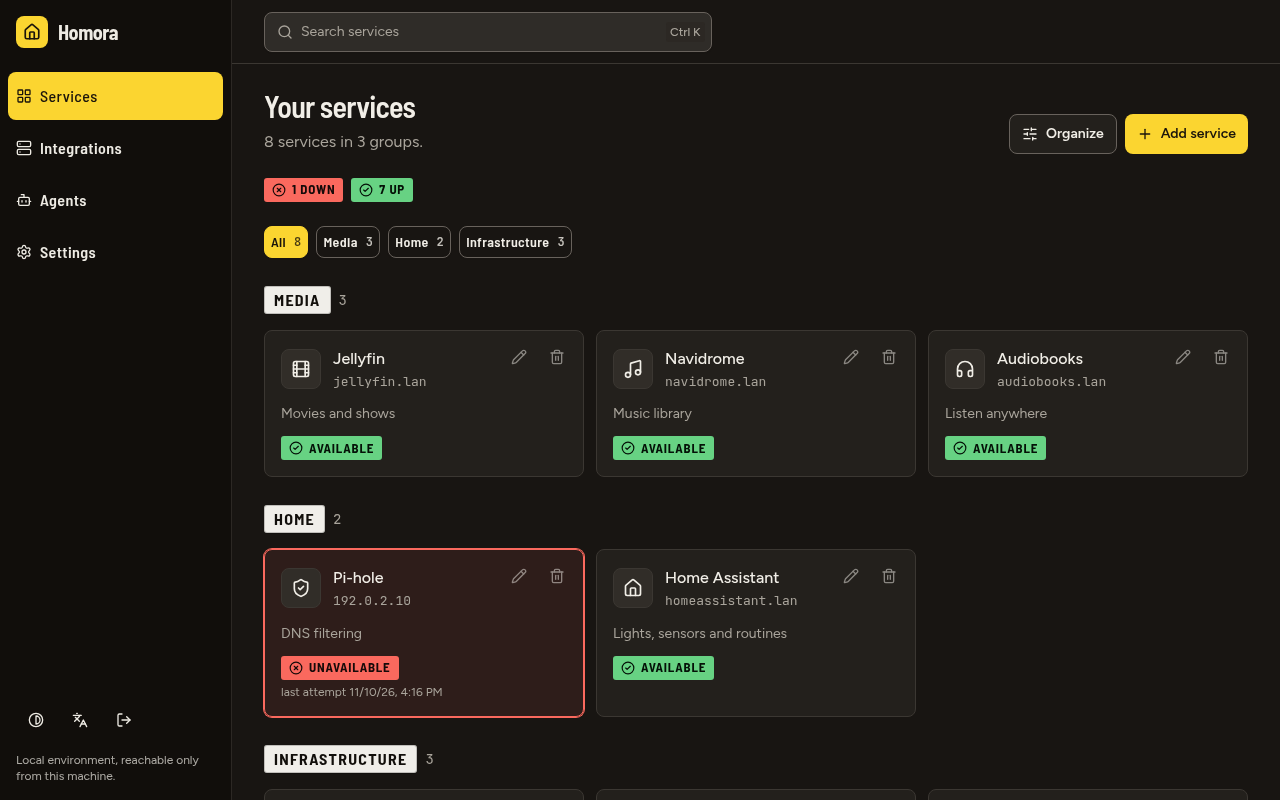 Homora
Search services
Ctrl K
Services
Integrations
Agents
Settings
Your services
8 services in 3 groups.
Organize
Add service
1 DOWN
7 UP
All 8
Media 3
Home 2
Infrastructure 3
MEDIA 3
Jellyfin
jellyfin.lan
Movies and shows
AVAILABLE
Navidrome
navidrome.lan
Music library
AVAILABLE
Audiobooks
audiobooks.lan
Listen anywhere
AVAILABLE
HOME 2
Pi-hole
192.0.2.10
DNS filtering
UNAVAILABLE
last attempt 11/10/26, 4:16 PM
Home Assistant
homeassistant.lan
Lights, sensors and routines
AVAILABLE
INFRASTRUCTURE 3
Local environment, reachable only
from this machine.